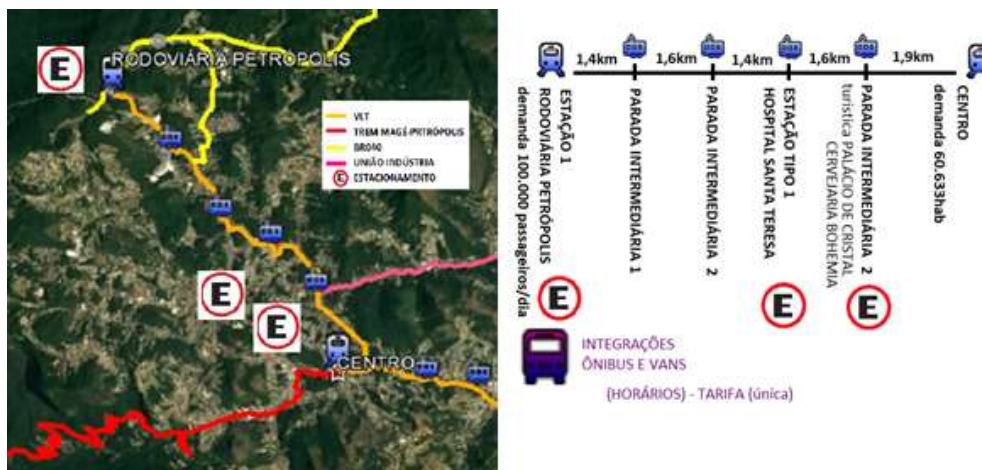 E
RODOVIÁRIA PETRÓPOLIS
VLT
TREM MAGÉ-PRTRÓPOLIS
BR040
UNIÃO INDÚSTRIA
E ESTACIONAMENTO
E
E
CENTRO
1,4km
1,6km
1,4km
1,6km
1,9km
ESTAÇÃO 1
RODOVIÁRIA PETRÓPOLIS
demanda 100.000 passageiros/dia
PARADA INTERMEDIÁRIA 1
PARADA INTERMEDIÁRIA 2
ESTAÇÃO TIPO 1
HOSPITAL SANTA TERESA
PARADA INTERMEDIÁRIA 2
turística PALÁCIO DE CRISTAL
CERVEJARIA BOHEMIA
CENTRO
demanda 60.633hab
E
E
E
INTEGRAÇÕES
ÔNIBUS E VANS
(HORÁRIOS) - TARIFA (única)